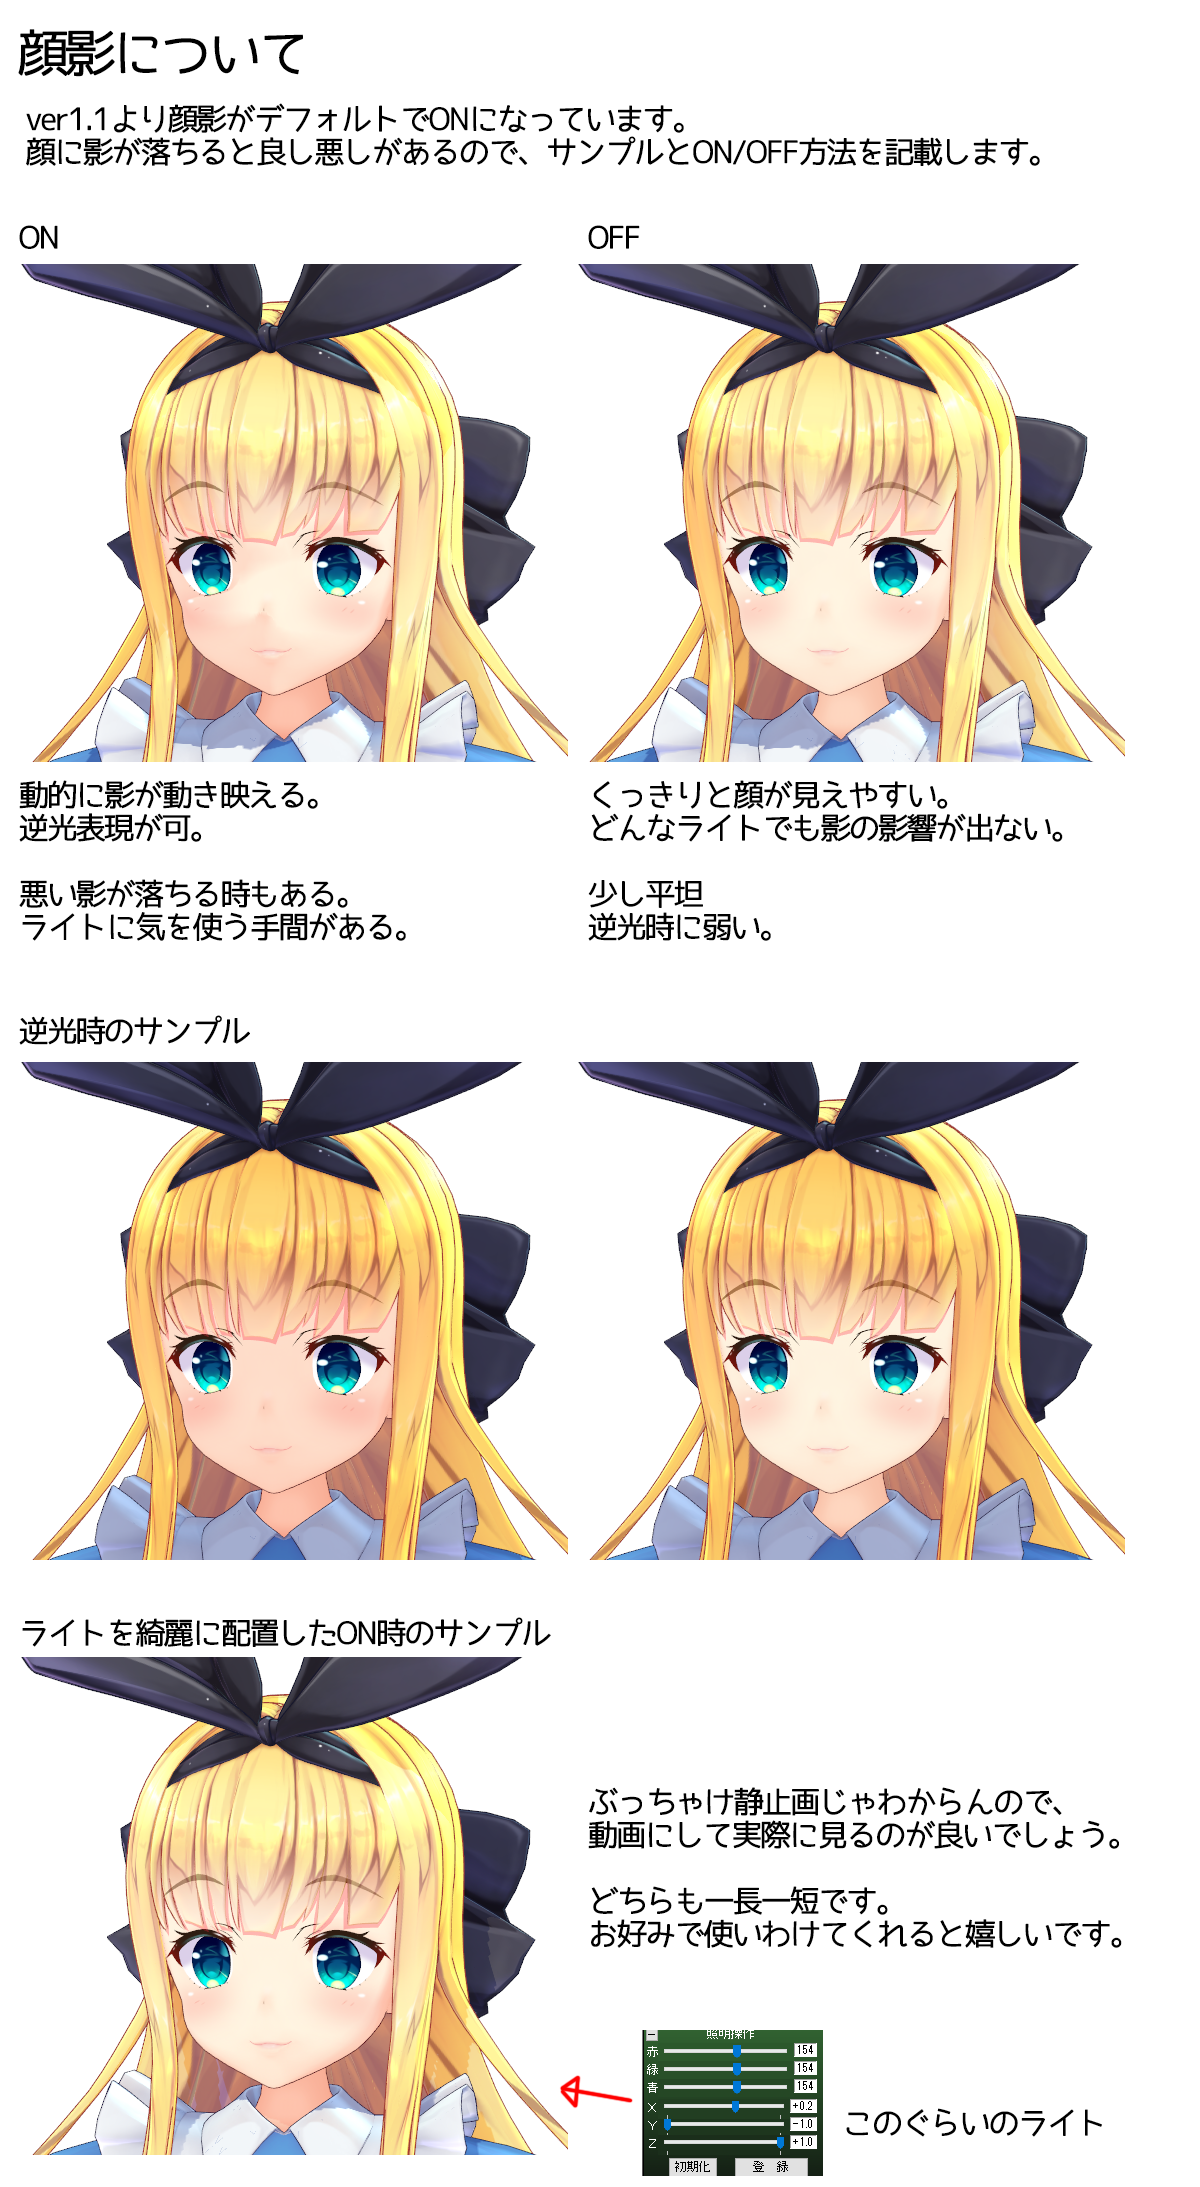 顔影について
ver1.1より顔影がデフォルトでONになっています。
顔に影が落ちると良し悪しがあるので、サンプルとON/OFF方法を記載します。
ON
OFF
動的に影が動き映える。
逆光表現が可。
悪い影が落ちる時もある。
ライトに気を使う手間がある。
くっきりと顔が見えやすい。
どんなライトでも影の影響が出ない。
少し平坦
逆光時に弱い。
逆光時のサンプル
ライトを綺麗に配置したON時のサンプル
ぶっちゃけ静止画じゃわからんので、
動画にして実際に見るのが良いでしょう。
どちらも一長一短です。
お好みで使いわけてくれると嬉しいです。
照明操作
赤 154
緑 154
青 154
X +0.2
Y -1.0
Z +1.0
初期化 登 録
このぐらいのライト